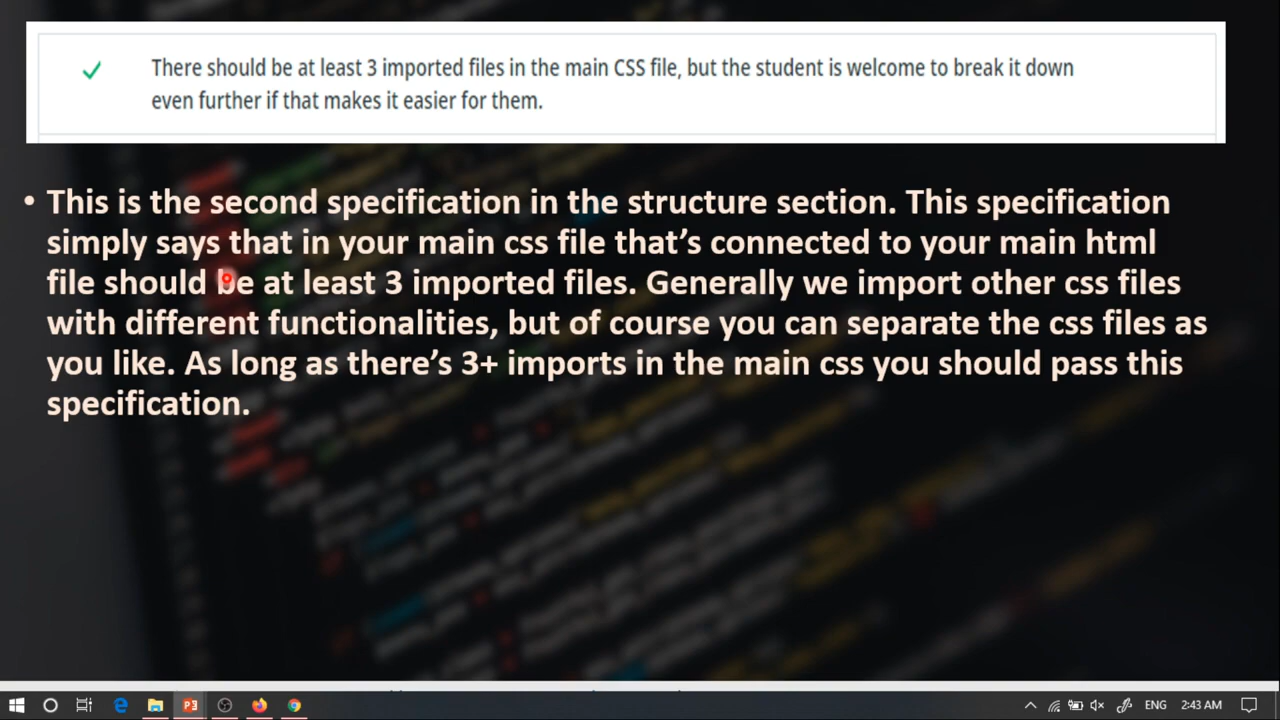 There should be at least 3 imported files in the main CSS file, but the student is welcome to break it down
even further if that makes it easier for them.
• This is the second specification in the structure section. This specification
simply says that in your main css file that’s connected to your main html
file should be at least 3 imported files. Generally we import other css files
with different functionalities, but of course you can separate the css files as
you like. As long as there’s 3+ imports in the main css you should pass this
specification.
ENG 2:43 AM